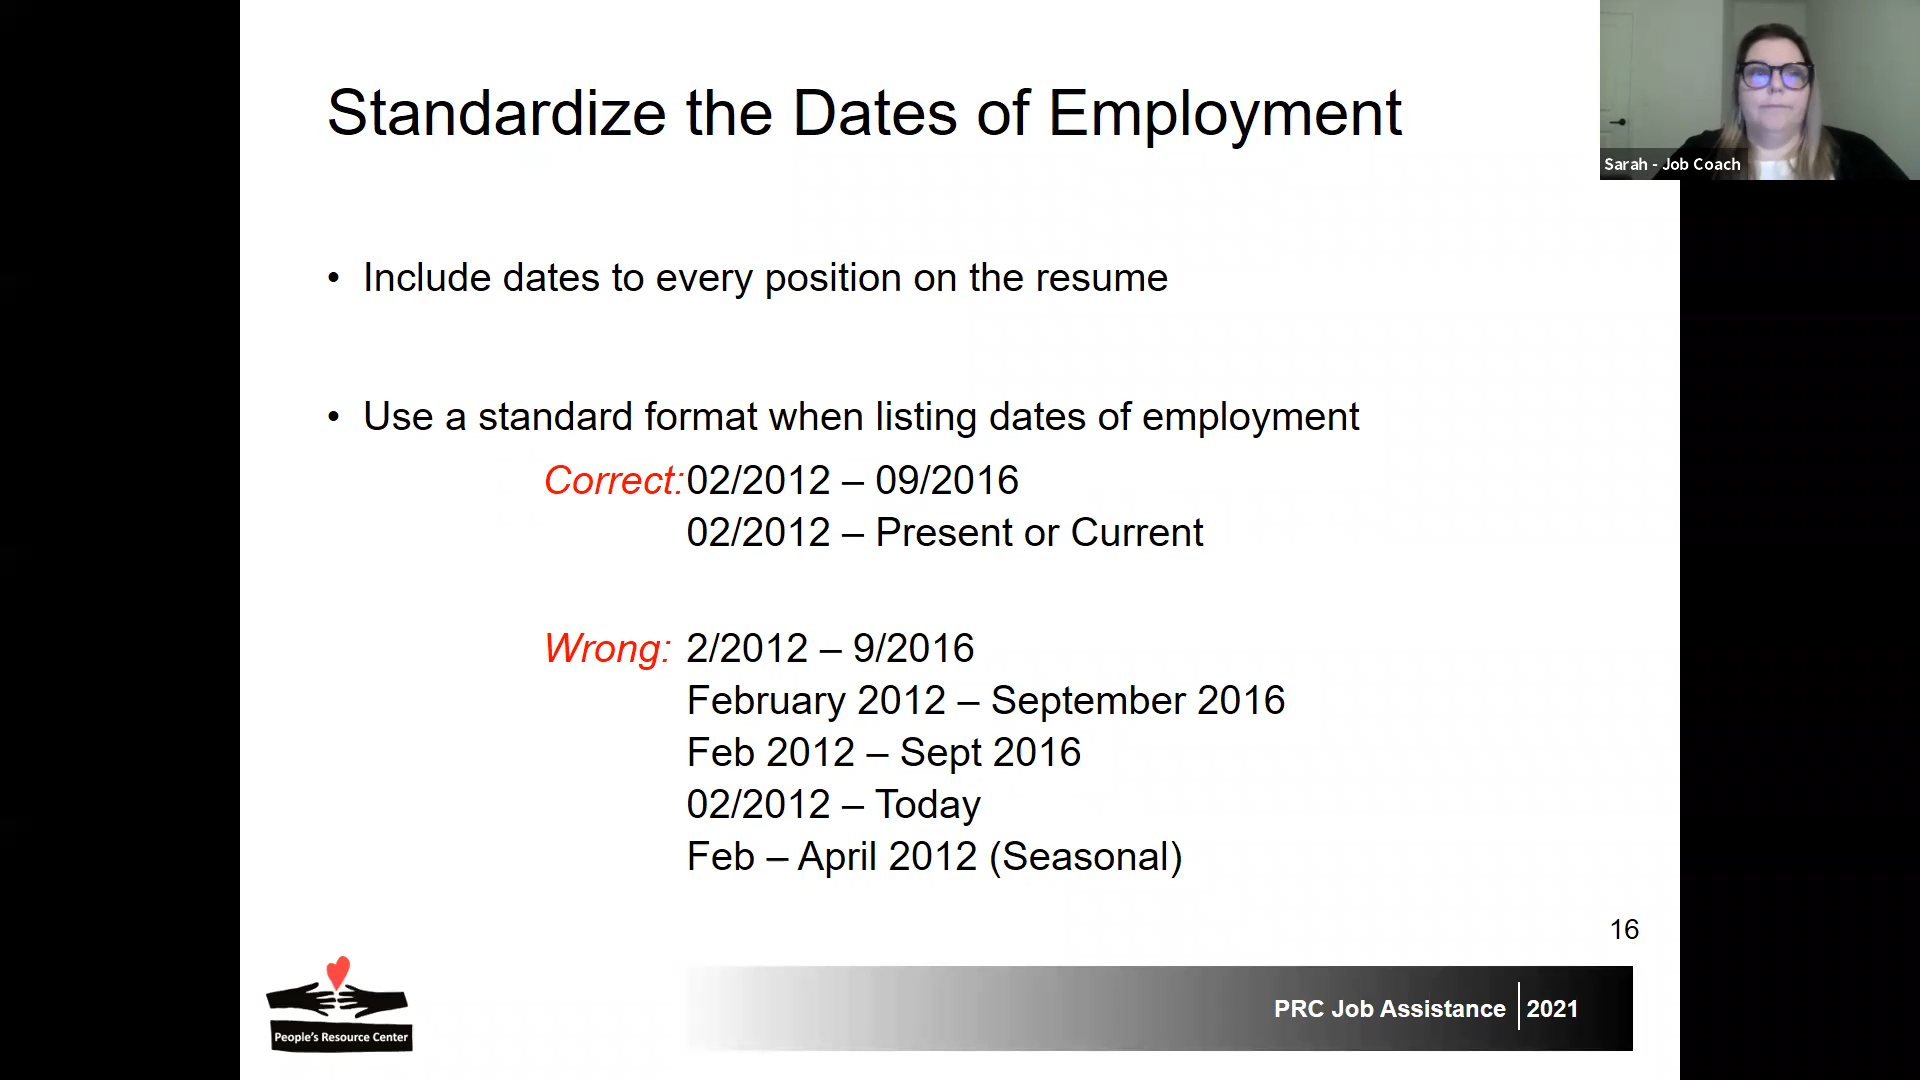 Standardize the Dates of Employment
Sarah - Job Coach
• Include dates to every position on the resume
• Use a standard format when listing dates of employment
Correct: 02/2012 – 09/2016
02/2012 – Present or Current
Wrong: 2/2012 – 9/2016
February 2012 – September 2016
Feb 2012 – Sept 2016
02/2012 – Today
Feb – April 2012 (Seasonal)
16
People's Resource Center
PRC Job Assistance | 2021